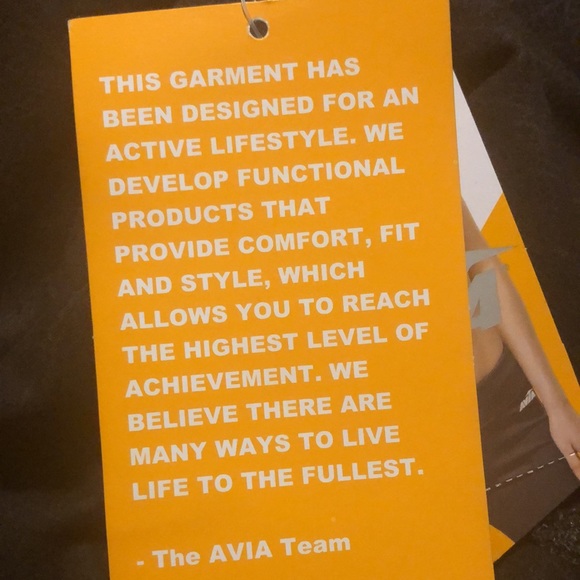 THIS GARMENT HAS
BEEN DESIGNED FOR AN
ACTIVE LIFESTYLE. WE
DEVELOP FUNCTIONAL
PRODUCTS THAT
PROVIDE COMFORT, FIT
AND STYLE, WHICH
ALLOWS YOU TO REACH
THE HIGHEST LEVEL OF
ACHIEVEMENT. WE
BELIEVE THERE ARE
MANY WAYS TO LIVE
LIFE TO THE FULLEST.
- The AVIA Team